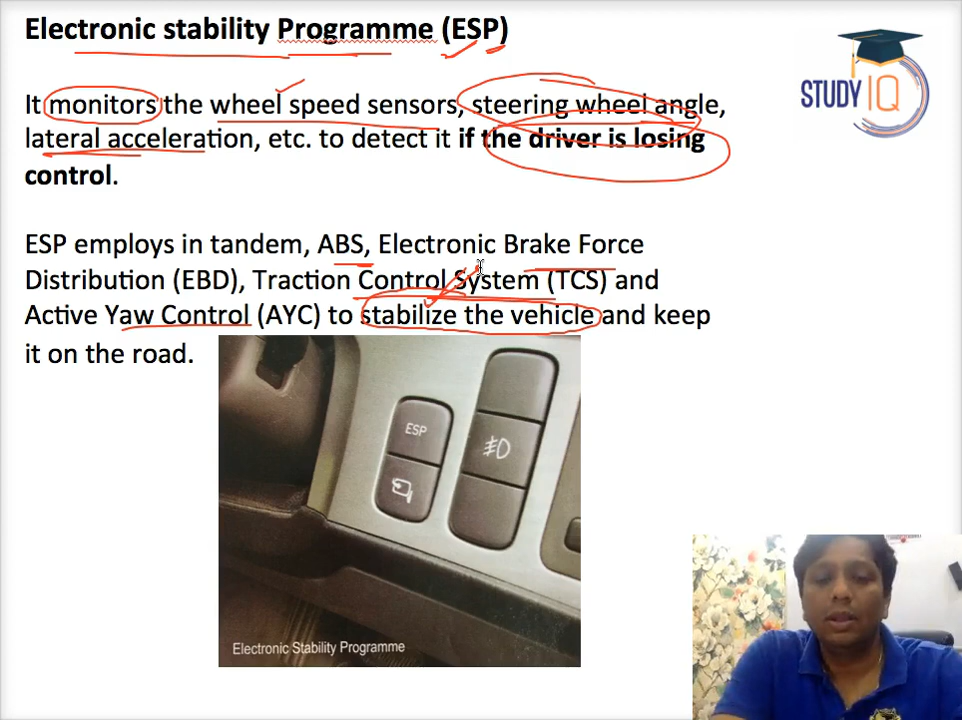 Electronic stability Programme (ESP)
It monitors the wheel speed sensors, steering wheel angle,
lateral acceleration, etc. to detect it if the driver is losing
control.
ESP employs in tandem, ABS, Electronic Brake Force
Distribution (EBD), Traction Control System (TCS) and
Active Yaw Control (AYC) to stabilize the vehicle and keep
it on the road.
STUDY IQ
ESP
Electronic Stability Programme